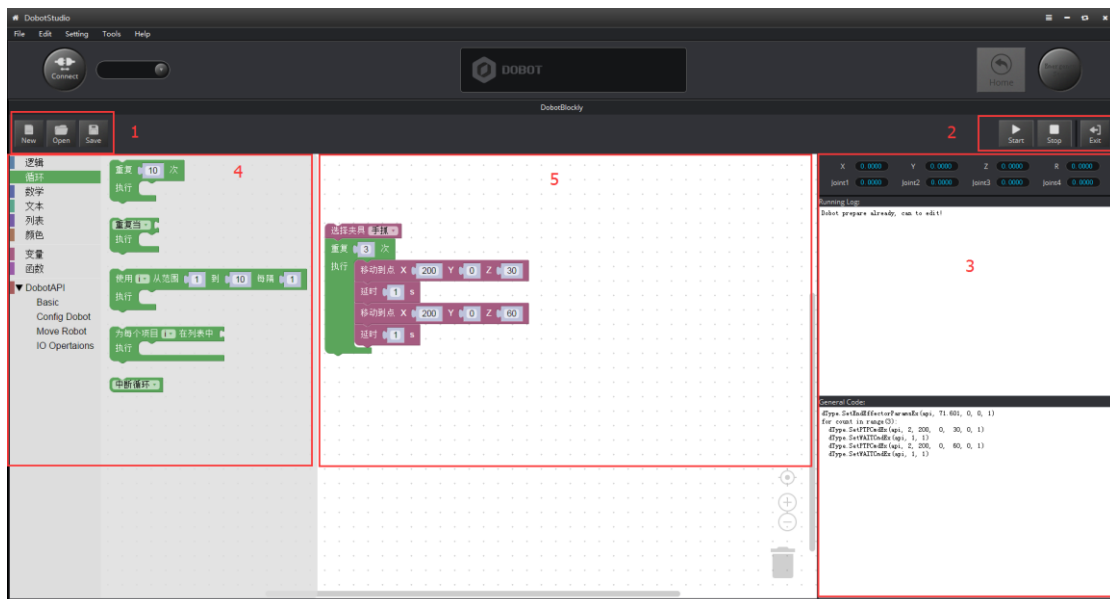 DobotStudio
File Edit Setting Tools Help
Connect
DOBOT
Home
DobotBlockly
New Open Save
1
2
Start Stop Exit
逻辑
循环
数学
文本
列表
颜色
变量
函数
DobotAPI
Basic
Config Dobot
Move Robot
IO Opertaions
4
重复 10 次
执行
重复当
执行
使用 i 从范围 1 到 10 每隔 1
执行
为每个项目 i 在列表中
执行
中断循环
5
选择夹具 手抓
重复 3 次
执行 移动到点 X 200 Y 0 Z 30
延时 1 s
移动到点 X 200 Y 0 Z 60
延时 1 s
X 0.0000 Y 0.0000 Z 0.0000 R 0.0000
Joint1 0.0000 Joint2 0.0000 Joint3 0.0000 Joint4 0.0000
Running Log:
Dobot prepare already, can to edit!
3
General Code:
dType.SetEndEffectorParamsEx(api, 71.601, 0, 0, 1)
for count in range(3):
dType.SetPTPCmdEx(api, 2, 200, 0, 30, 0, 1)
dType.SetWAITCmdEx(api, 1, 1)
dType.SetPTPCmdEx(api, 2, 200, 0, 60, 0, 1)
dType.SetWAITCmdEx(api, 1, 1)